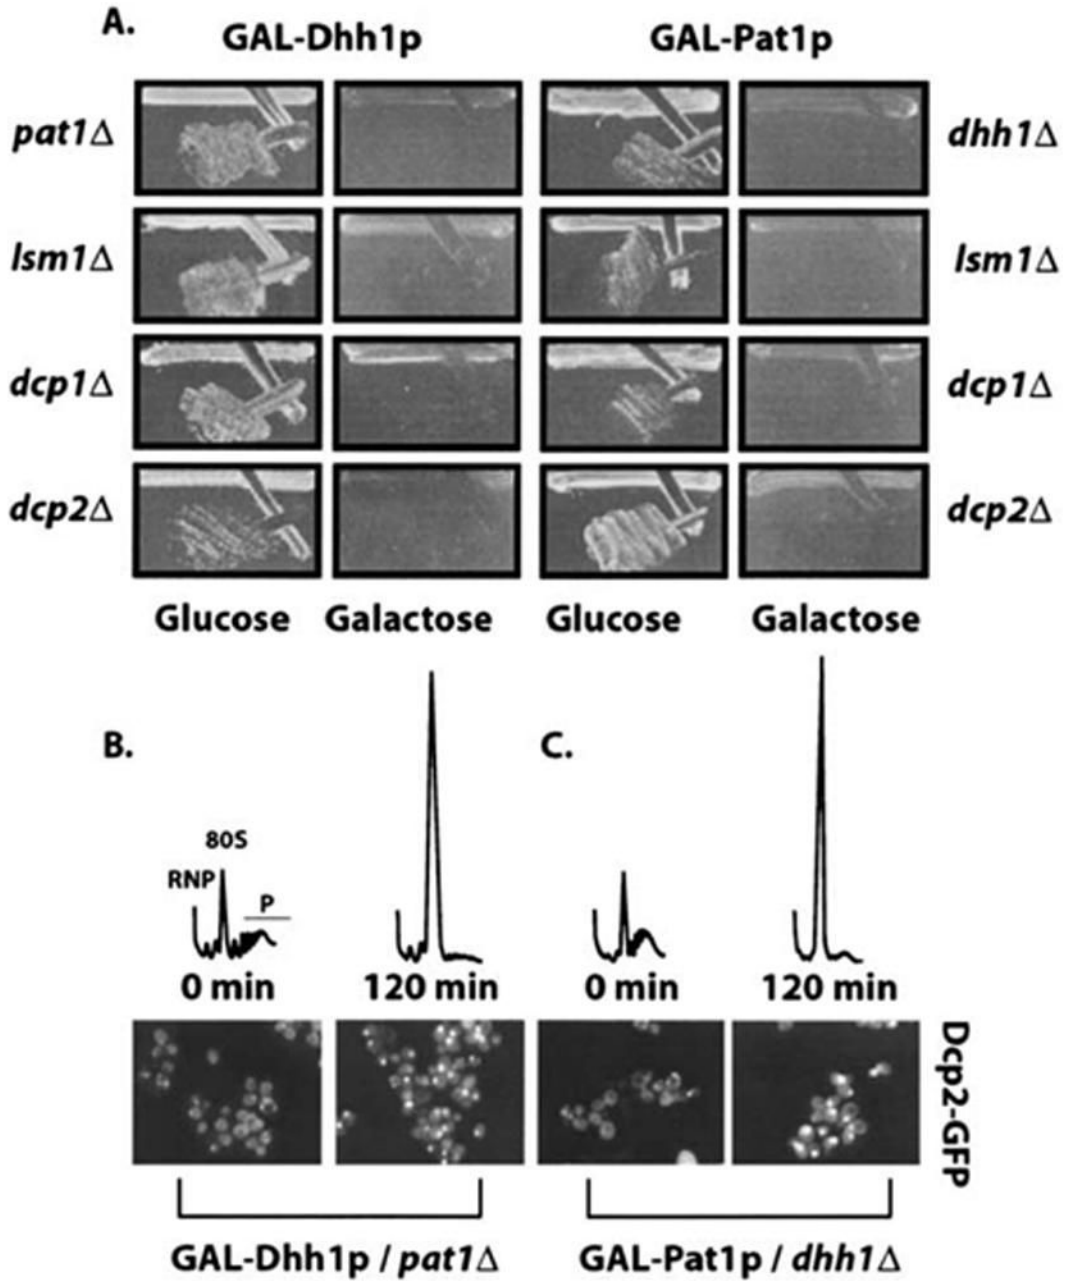 A.
GAL-Dhh1p GAL-Pat1p
pat1Δ dhh1Δ
lsm1Δ lsm1Δ
dcp1Δ dcp1Δ
dcp2Δ dcp2Δ
Glucose Galactose Glucose Galactose
B. C.
80S
RNP
P
0 min 120 min 0 min 120 min
Dcp2-GFP
GAL-Dhh1p / pat1Δ GAL-Pat1p / dhh1Δ